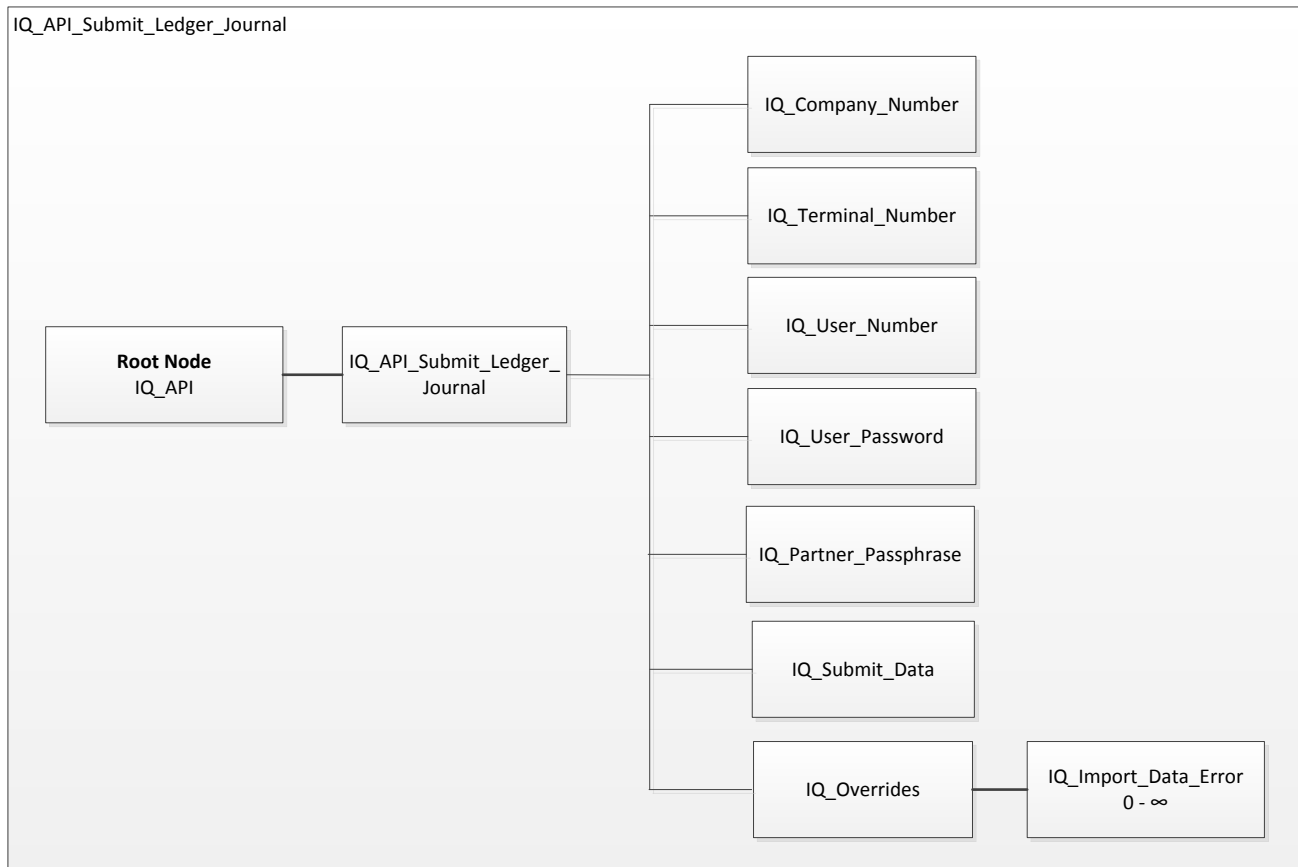 IQ_API_Submit_Ledger_Journal
IQ_Company_Number
IQ_Terminal_Number
IQ_User_Number
Root Node
IQ_API
IQ_API_Submit_Ledger_
Journal
IQ_User_Password
IQ_Partner_Passphrase
IQ_Submit_Data
IQ_Overrides
IQ_Import_Data_Error
0 - ∞